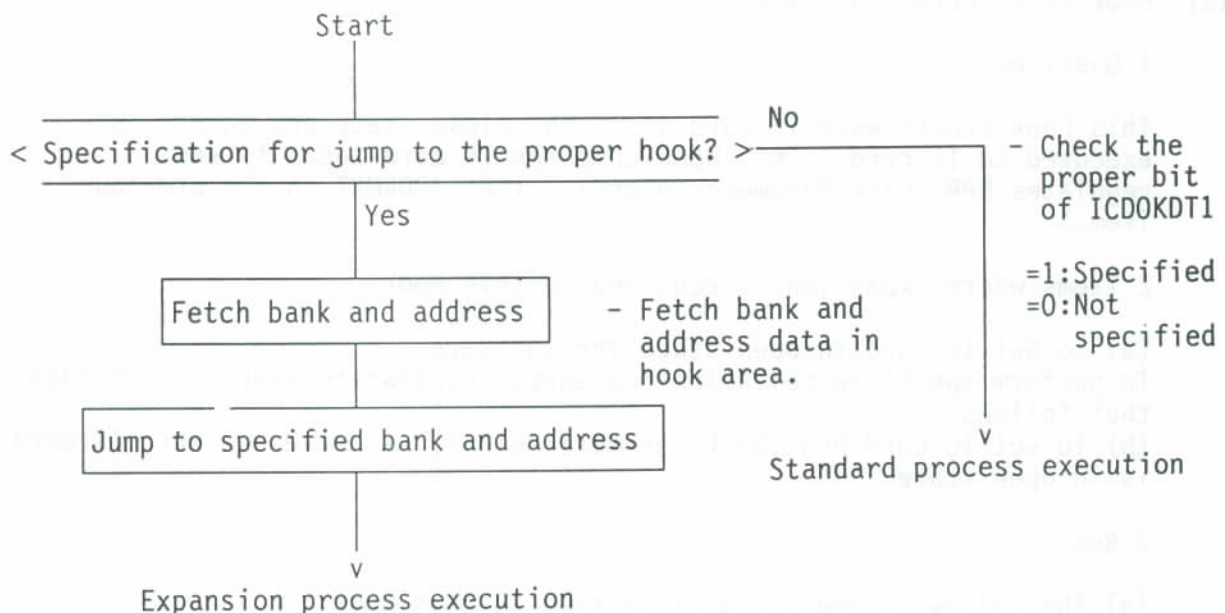 Start
No
< Specification for jump to the proper hook? >
- Check the
proper bit
of ICDOKDT1
=1:Specified
=0:Not
specified
Yes
Fetch bank and address
- Fetch bank and
address data in
hook area.
Jump to specified bank and address
v
Standard process execution
v
Expansion process execution